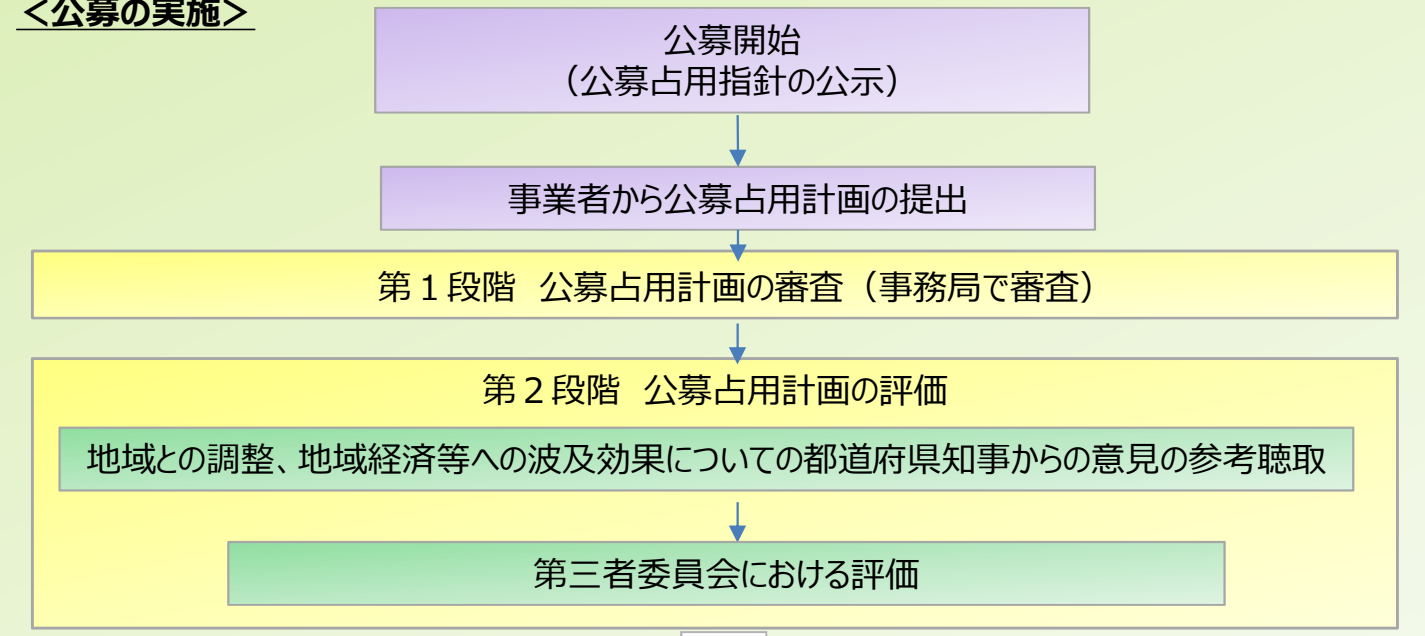 ＜公募の実施＞
公募開始
（公募占用指針の公示）
事業者から公募占用計画の提出
第１段階 公募占用計画の審査（事務局で審査）
第２段階 公募占用計画の評価
地域との調整、地域経済等への波及効果についての都道府県知事からの意見の参考聴取
第三者委員会における評価